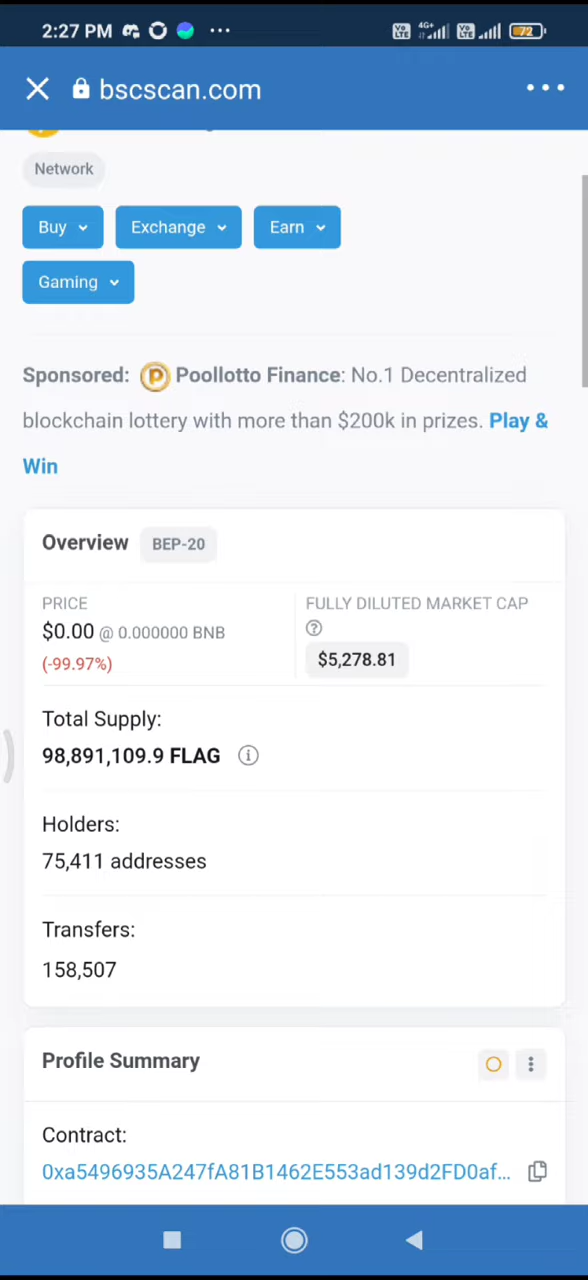 2:27 PM
4G+
72
bscscan.com
Network
Buy
Exchange
Earn
Gaming
Sponsored: Poollotto Finance: No.1 Decentralized
blockchain lottery with more than $200k in prizes. Play &
Win
Overview BEP-20
PRICE
$0.00 @ 0.000000 BNB
(-99.97%)
FULLY DILUTED MARKET CAP
$5,278.81
Total Supply:
98,891,109.9 FLAG
Holders:
75,411 addresses
Transfers:
158,507
Profile Summary
Contract:
0xa5496935A247fA81B1462E553ad139d2FD0af...